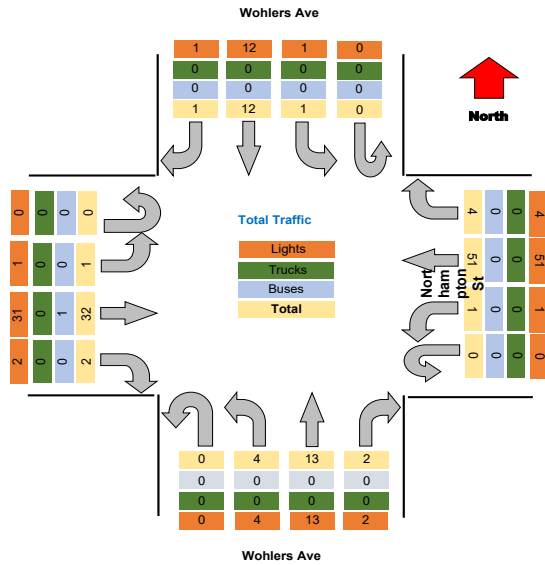 Wohlers Ave
1 12 1 0
0 0 0 0
0 0 0 0
1 12 1 0
North
0 0 0 0
1 0 0 1
31 0 1 32
2 0 0 2
Total Traffic
Lights
Trucks
Buses
Total
4 0 0 4
51 0 0 51
1 0 0 1
0 0 0 0
Nort
ham
pton
St
0 4 13 2
0 0 0 0
0 0 0 0
0 4 13 2
Wohlers Ave